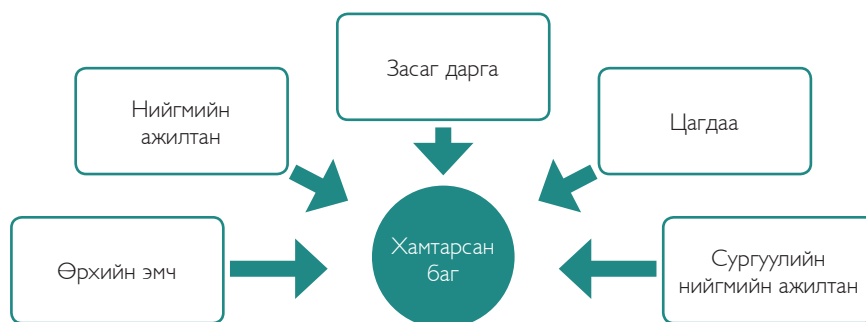 Засаг дарга
Нийгмийн
ажилтан
Цагдаа
Өрхийн эмч
Хамтарсан
баг
Сургуулийн
нийгмийн ажилтан